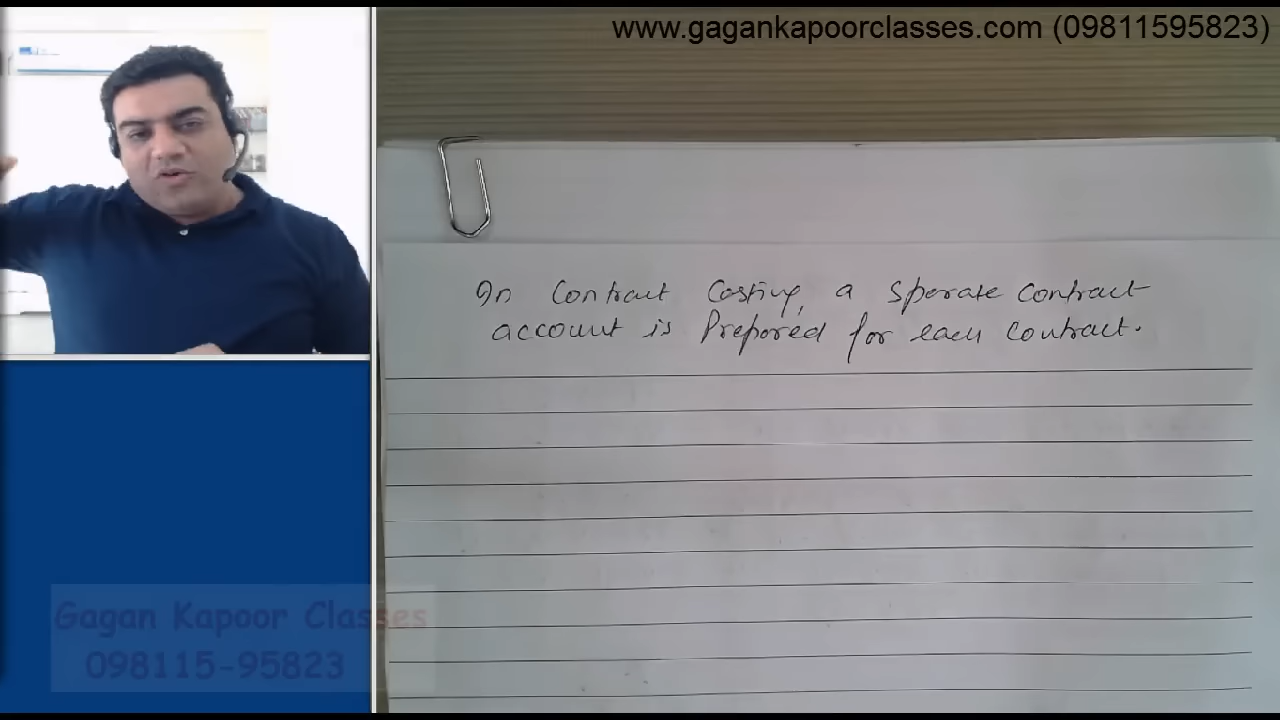 www.gagankapoorclasses.com (09811595823)
In Contract Costing, a Sperate Contract
account is Prepared for each Contract.
Gagan Kapoor Classes
098115-95823